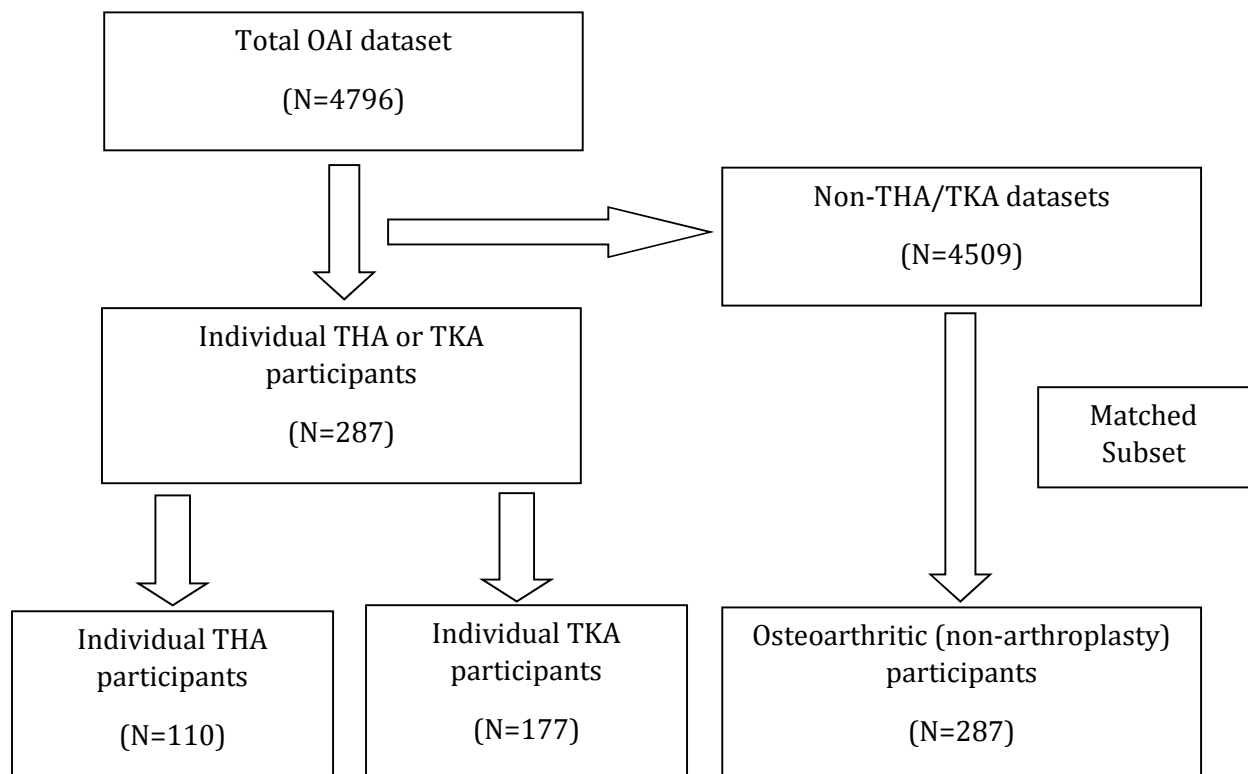 Total OAI dataset
(N=4796)
Non-THA/TKA datasets
(N=4509)
Individual THA or TKA
participants
(N=287)
Matched
Subset
Individual THA
participants
(N=110)
Individual TKA
participants
(N=177)
Osteoarthritic (non-arthroplasty)
participants
(N=287)